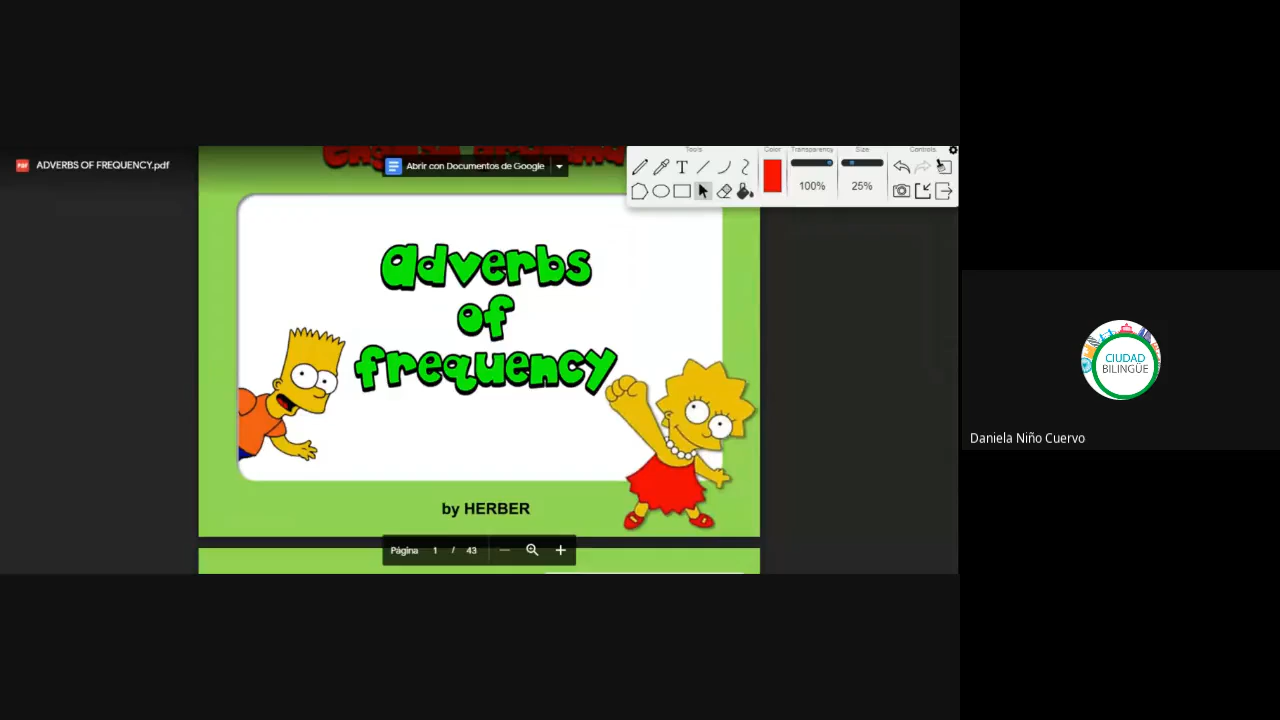 ADVERBS OF FREQUENCY.pdf
Abrir con Documentos de Google
Tools
Color
Transparency
Size
Controls
100%
25%
adverbs
of
frequency
by HERBER
Página 1 / 43
CIUDAD
BILINGÜE
Daniela Niño Cuervo